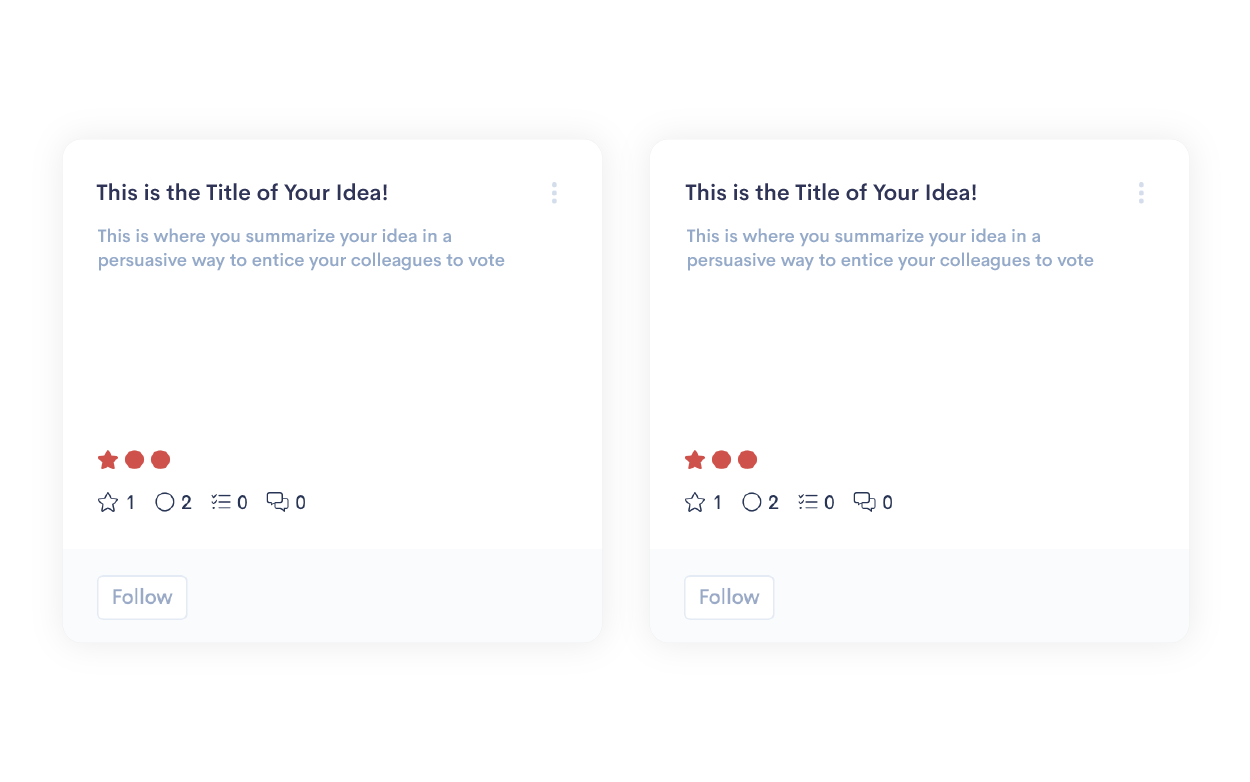 This is the Title of Your Idea!
This is where you summarize your idea in a
persuasive way to entice your colleagues to vote
1 2 0 0
Follow
This is the Title of Your Idea!
This is where you summarize your idea in a
persuasive way to entice your colleagues to vote
1 2 0 0
Follow